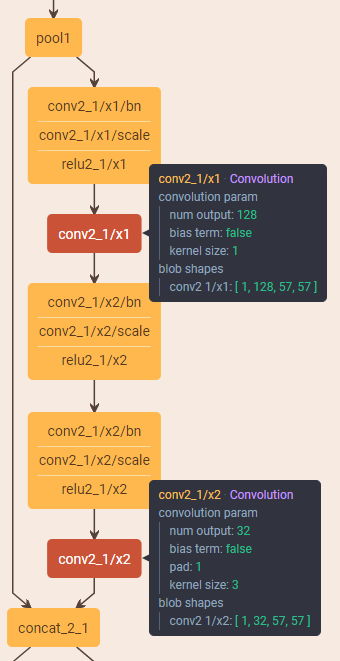 pool1
conv2_1/x1/bn
conv2_1/x1/scale
relu2_1/x1
conv2_1/x1
conv2_1/x1 · Convolution
convolution param
num output: 128
bias term: false
kernel size: 1
blob shapes
conv2 1/x1: [ 1, 128, 57, 57 ]
conv2_1/x2/bn
conv2_1/x2/scale
relu2_1/x2
conv2_1/x2/bn
conv2_1/x2/scale
relu2_1/x2
conv2_1/x2
conv2_1/x2 · Convolution
convolution param
num output: 32
bias term: false
pad: 1
kernel size: 3
blob shapes
conv2 1/x2: [ 1, 32, 57, 57 ]
concat_2_1